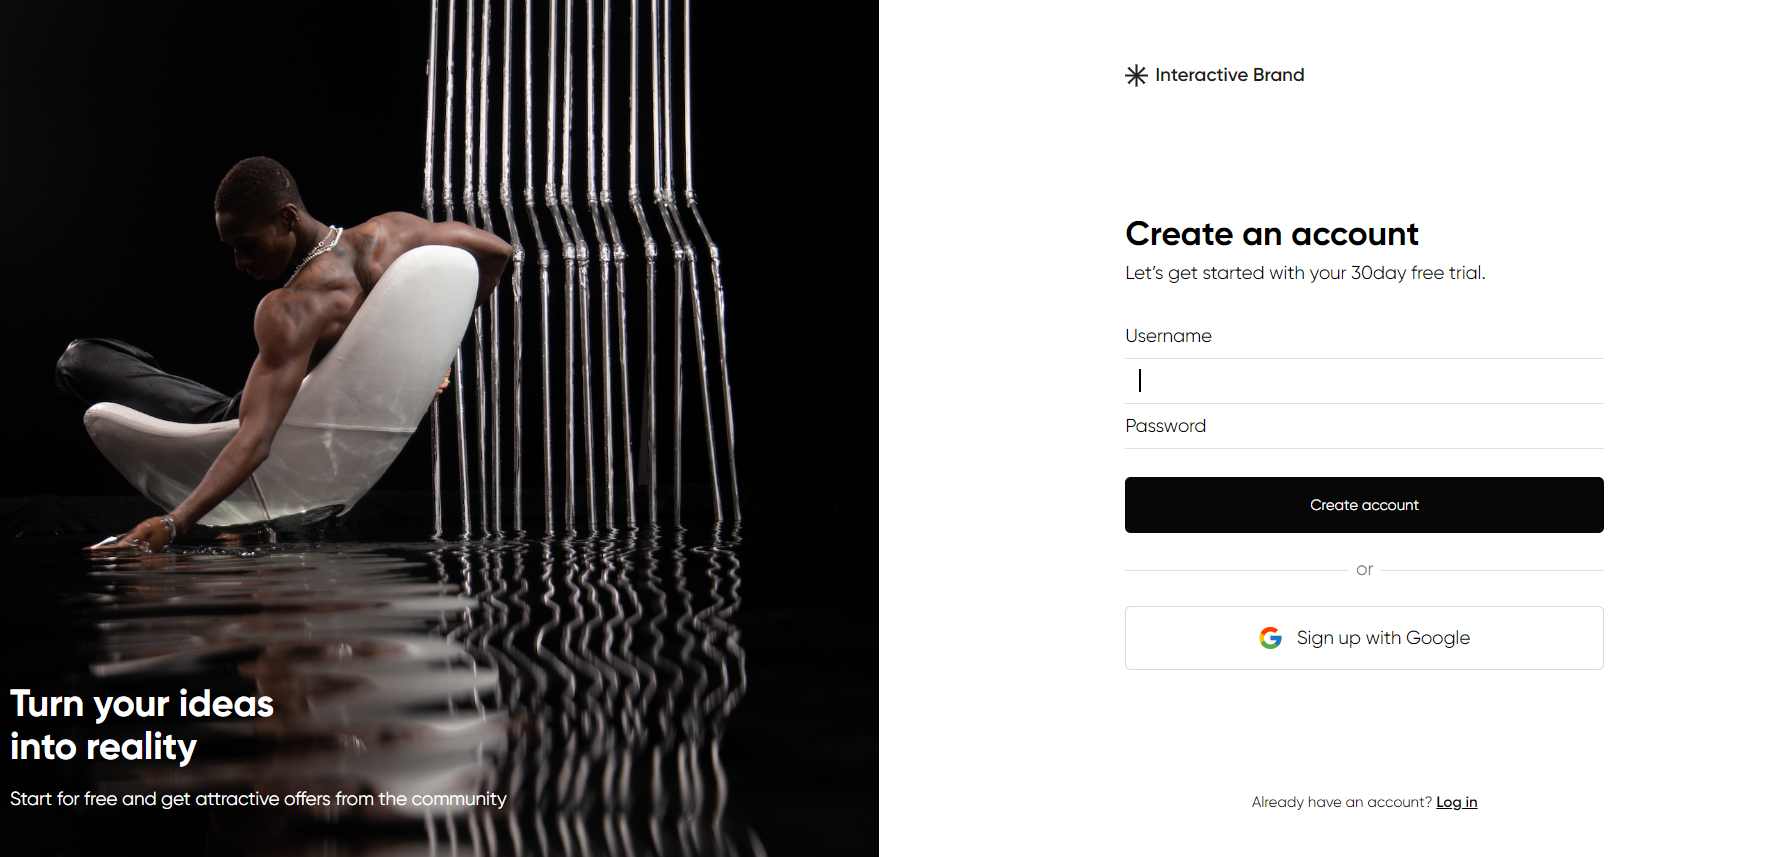 Interactive Brand
Create an account
Let's get started with your 30day free trial.
Username
Password
Create account
or
Sign up with Google
Already have an account? Log in
Turn your ideas
into reality
Start for free and get attractive offers from the community